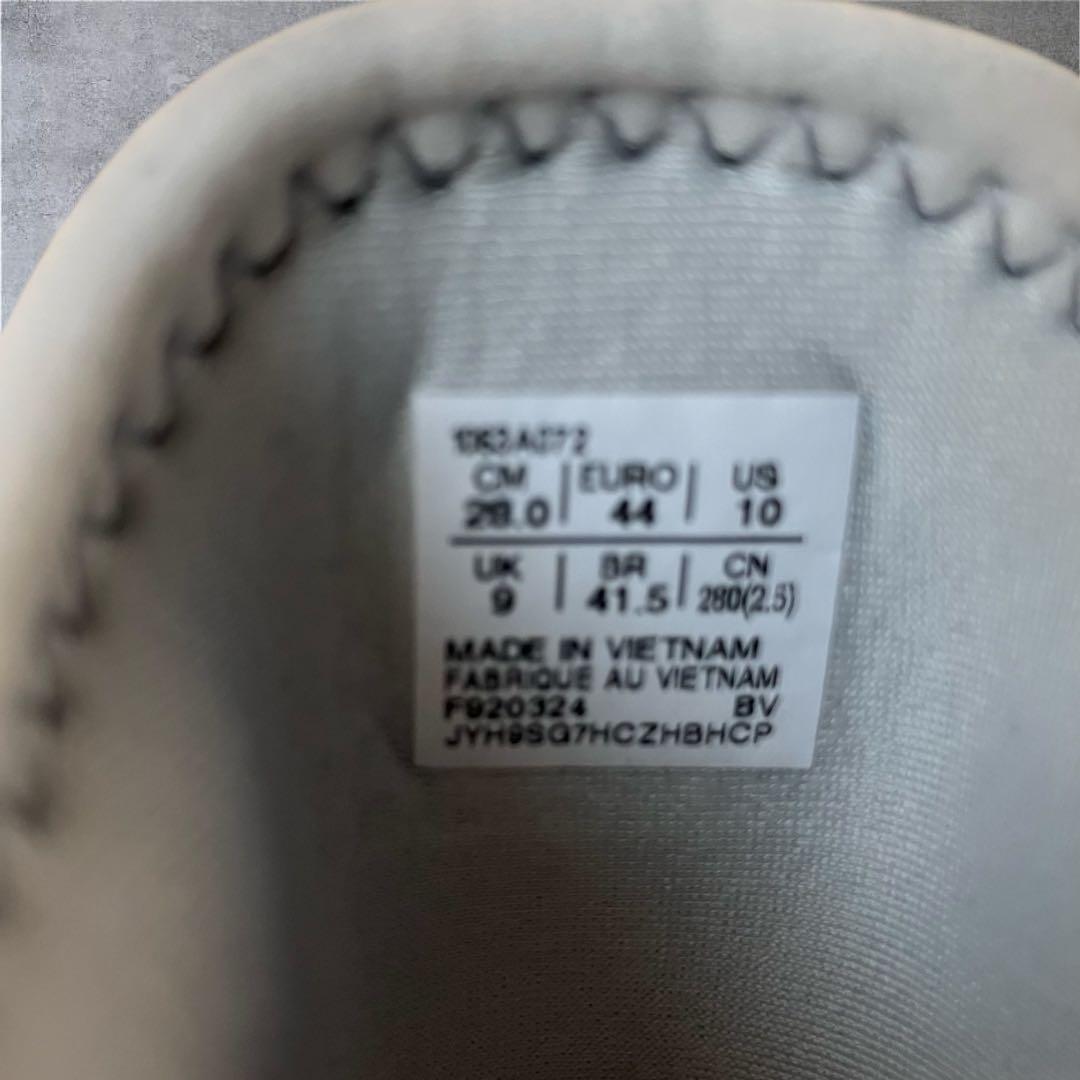 1063A072
CM | EURO | US
28.0 | 44 | 10
UK | BR | CN
9 | 41.5 | 280(2.5)
MADE IN VIETNAM
FABRIQUE AU VIETNAM
F920324 BV
JYH9SQ7HCZHBHCP